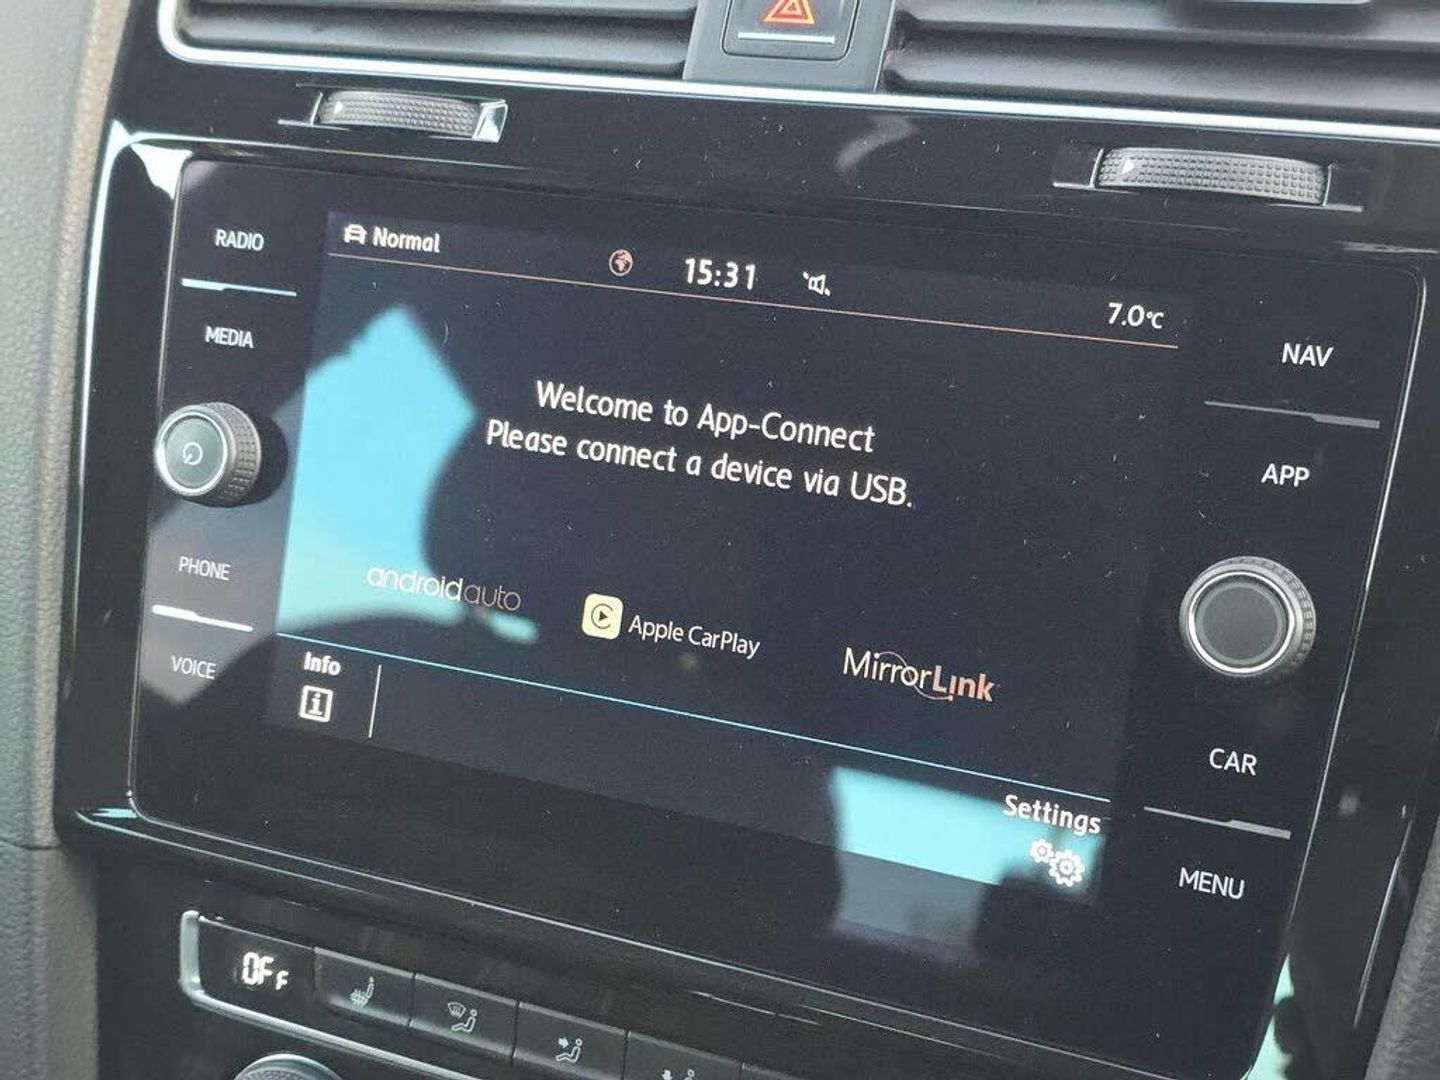 RADIO
MEDIA
PHONE
VOICE
Normal
15:31
7.0°C
Welcome to App-Connect
Please connect a device via USB.
androidauto
Apple CarPlay
MirrorLink
Info
Settings
NAV
APP
CAR
MENU
OFF